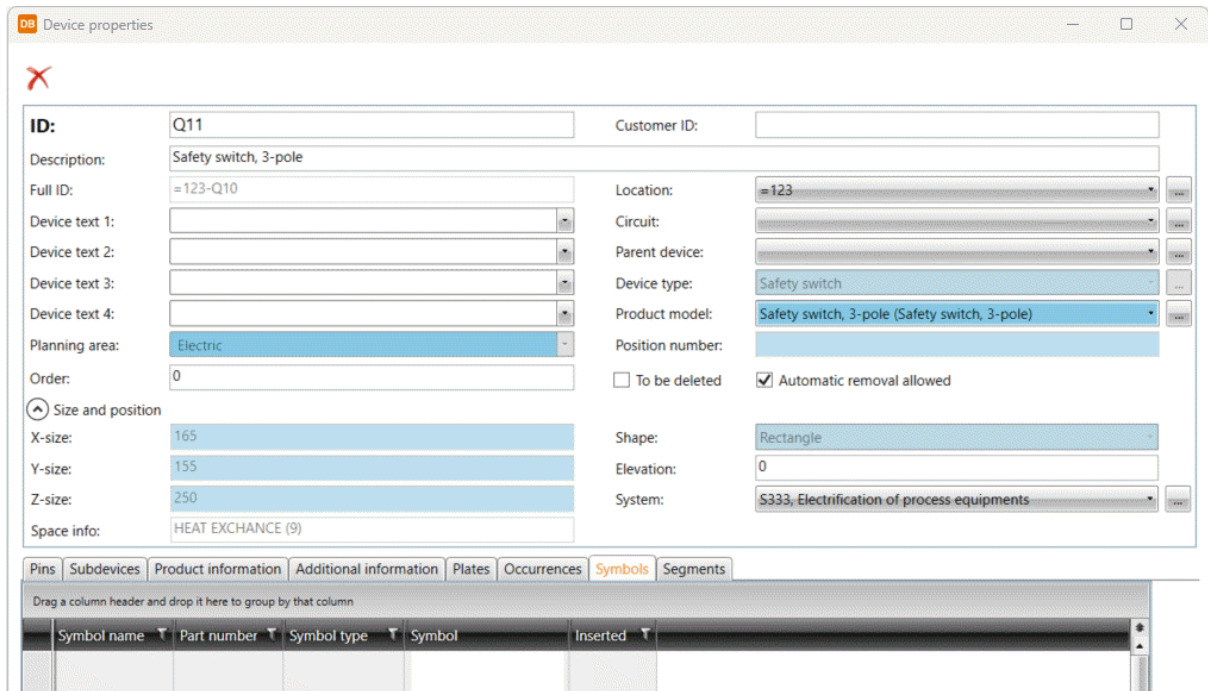 DB Device properties
ID: Q11 Customer ID:
Description: Safety switch, 3-pole
Full ID: =123-Q10 Location: =123 ...
Device text 1: Circuit: ...
Device text 2: Parent device: ...
Device text 3: Device type: Safety switch ...
Device text 4: Product model: Safety switch, 3-pole (Safety switch, 3-pole) ...
Planning area: Electric Position number:
Order: 0 To be deleted Automatic removal allowed
Size and position
X-size: 165 Shape: Rectangle
Y-size: 155 Elevation: 0
Z-size: 250 System: S333, Electrification of process equipments ...
Space info: HEAT EXCHANGE (9)
Pins Subdevices Product information Additional information Plates Occurrences Symbols Segments
Drag a column header and drop it here to group by that column
Symbol name Part number Symbol type Symbol Inserted